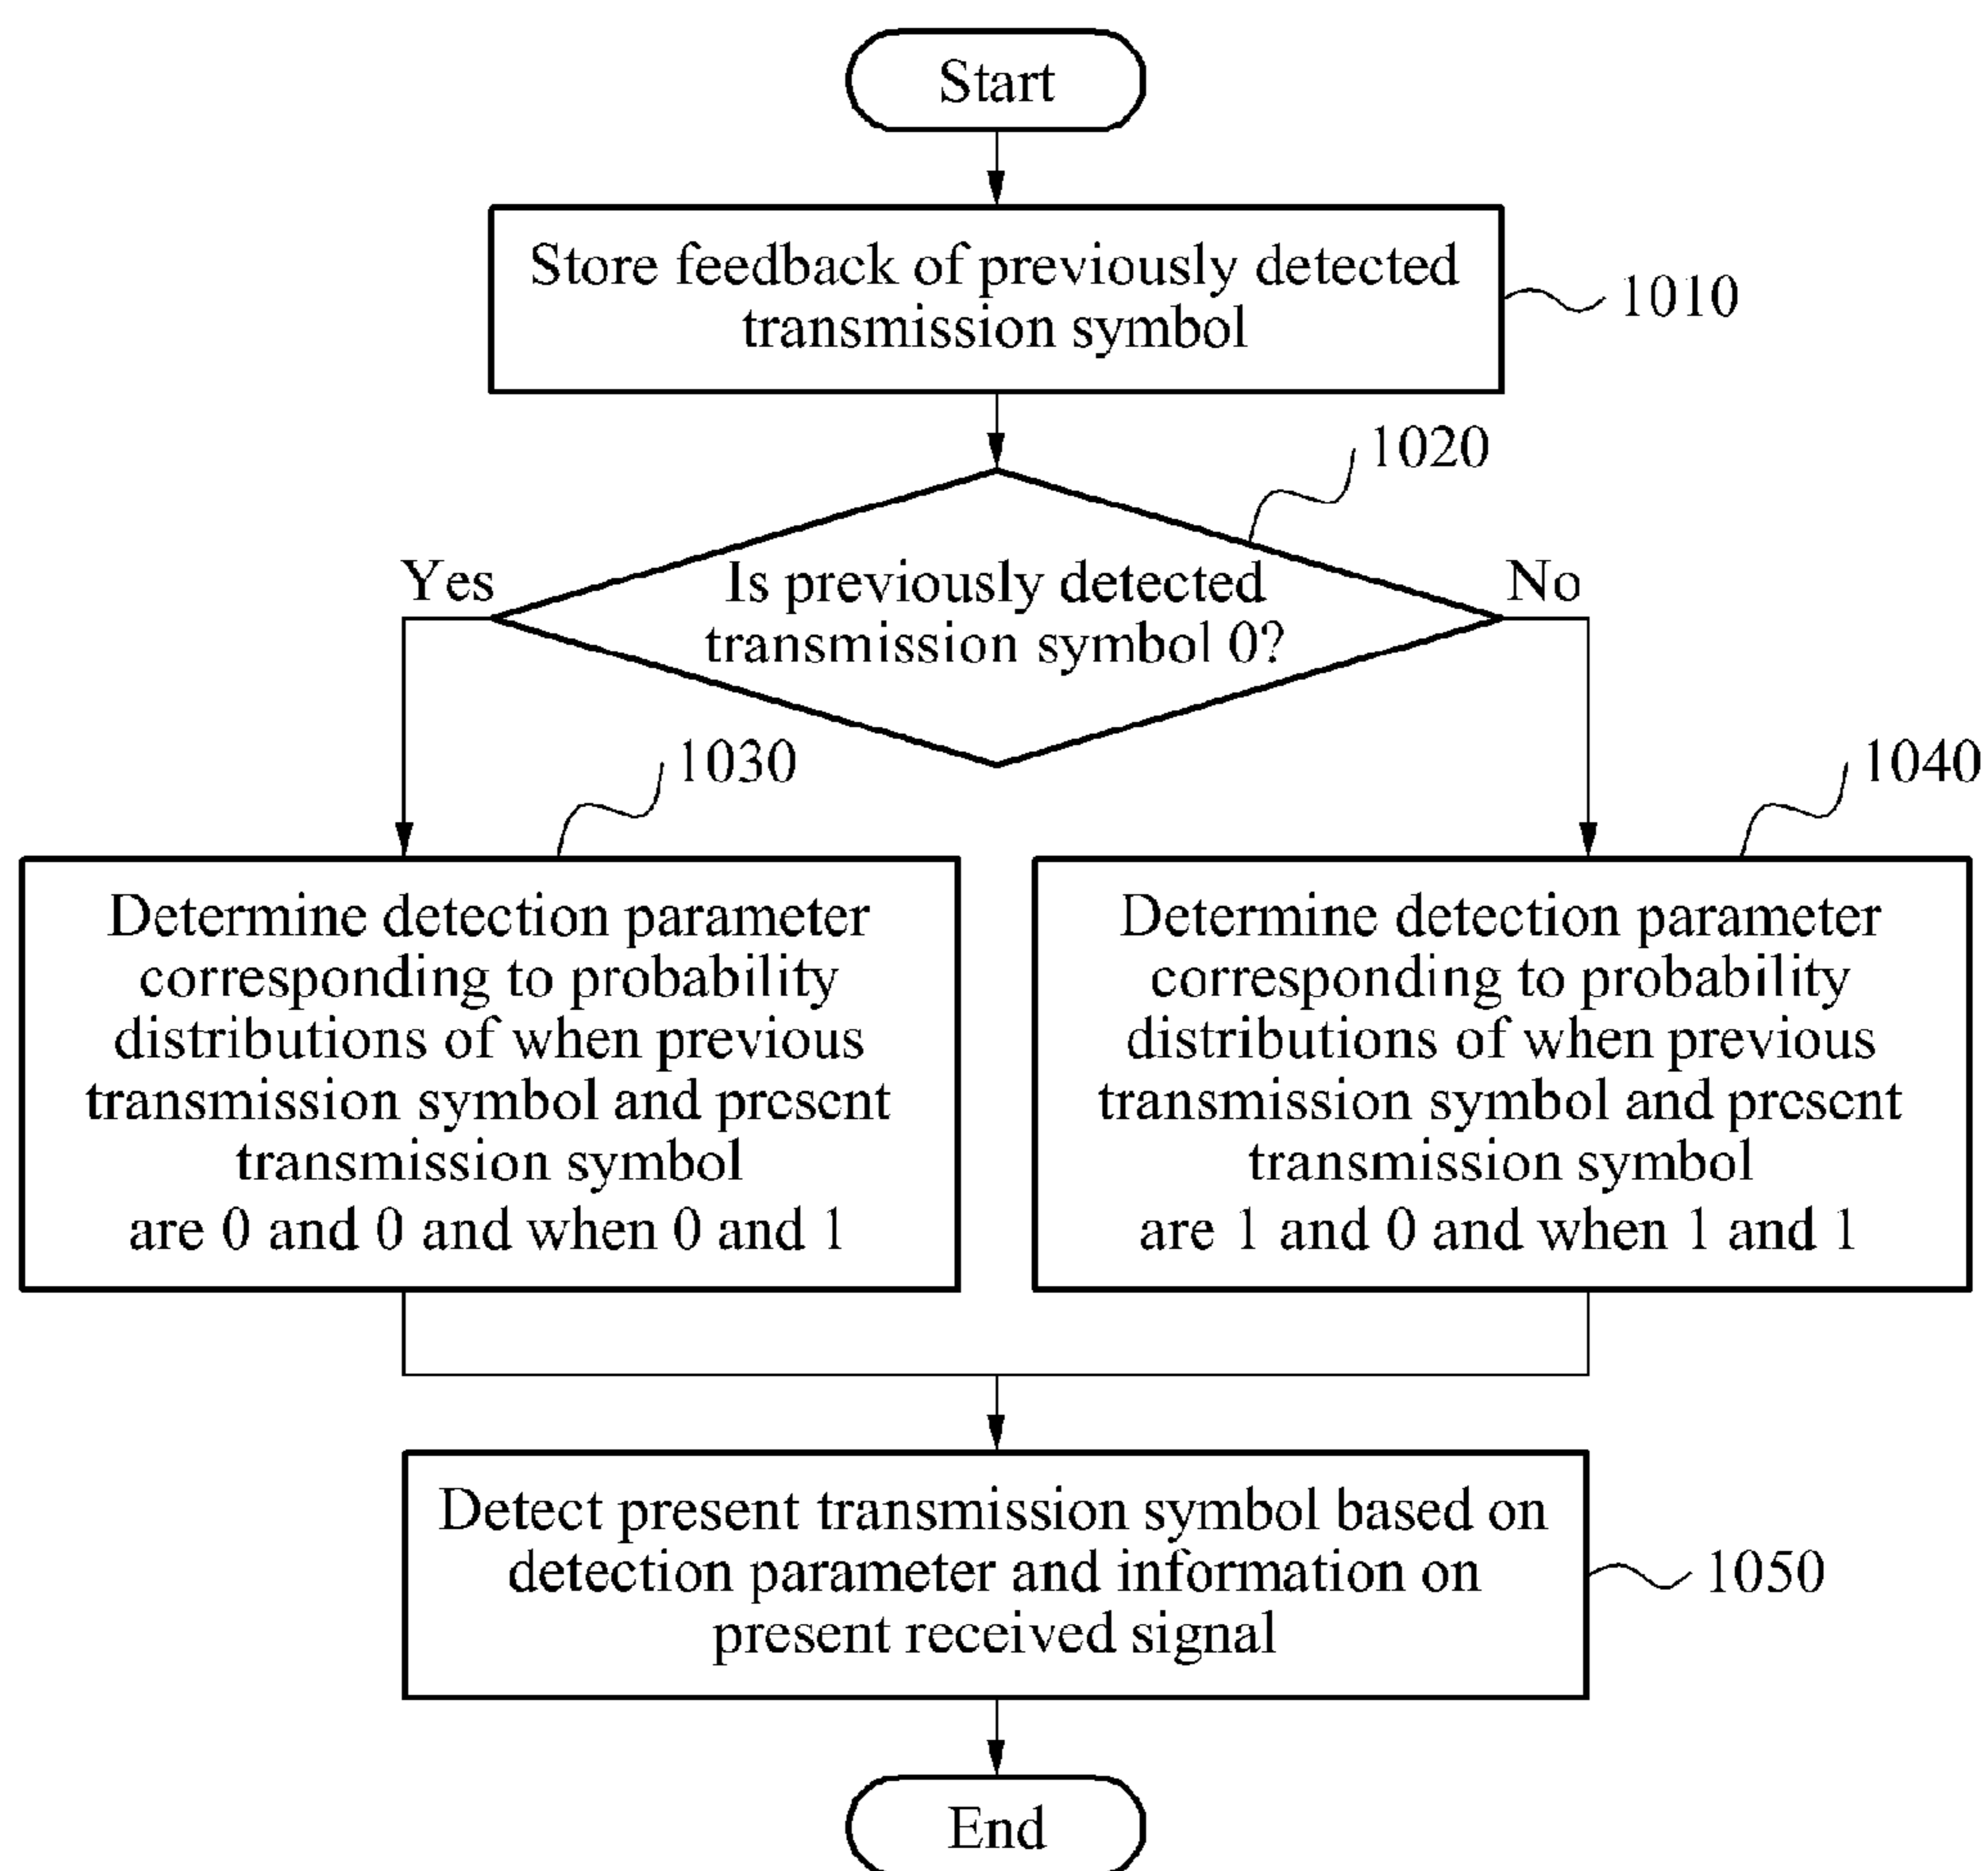 Start
Store feedback of previously detected
transmission symbol
1010
1020
Yes
Is previously detected
transmission symbol 0?
No
1030
1040
Determine detection parameter
corresponding to probability
distributions of when previous
transmission symbol and present
transmission symbol
are 0 and 0 and when 0 and 1
Determine detection parameter
corresponding to probability
distributions of when previous
transmission symbol and present
transmission symbol
are 1 and 0 and when 1 and 1
Detect present transmission symbol based on
detection parameter and information on
present received signal
1050
End